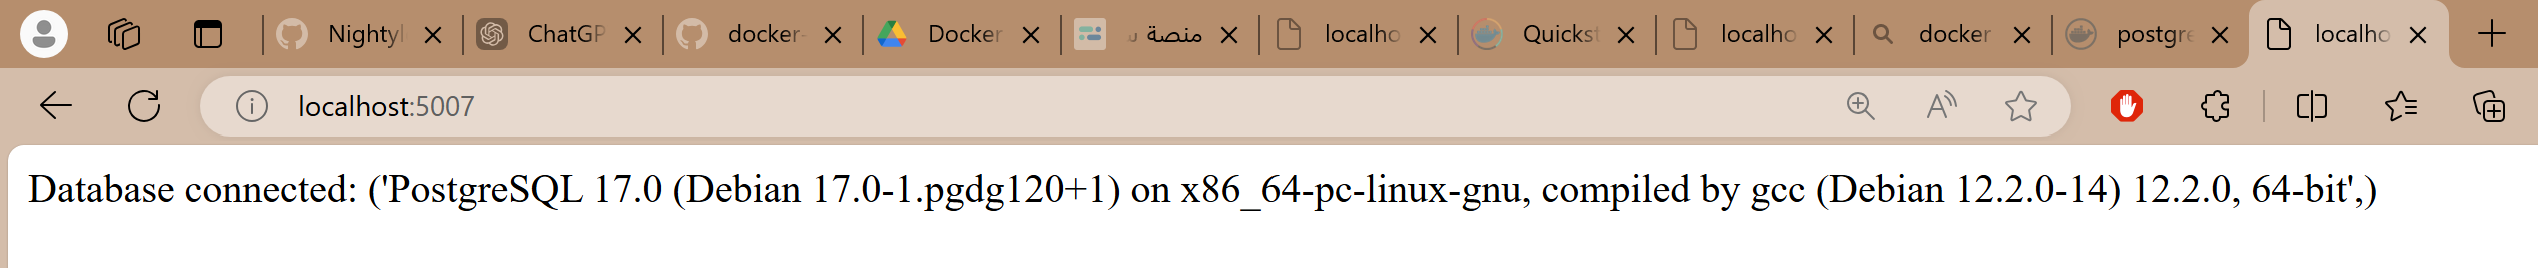 Nightyl
ChatGP
docker-
Docker
منصة
localho
Quickst
localho
docker
postgre
localho
localhost:5007
Database connected: ('PostgreSQL 17.0 (Debian 17.0-1.pgdg120+1) on x86_64-pc-linux-gnu, compiled by gcc (Debian 12.2.0-14) 12.2.0, 64-bit',)